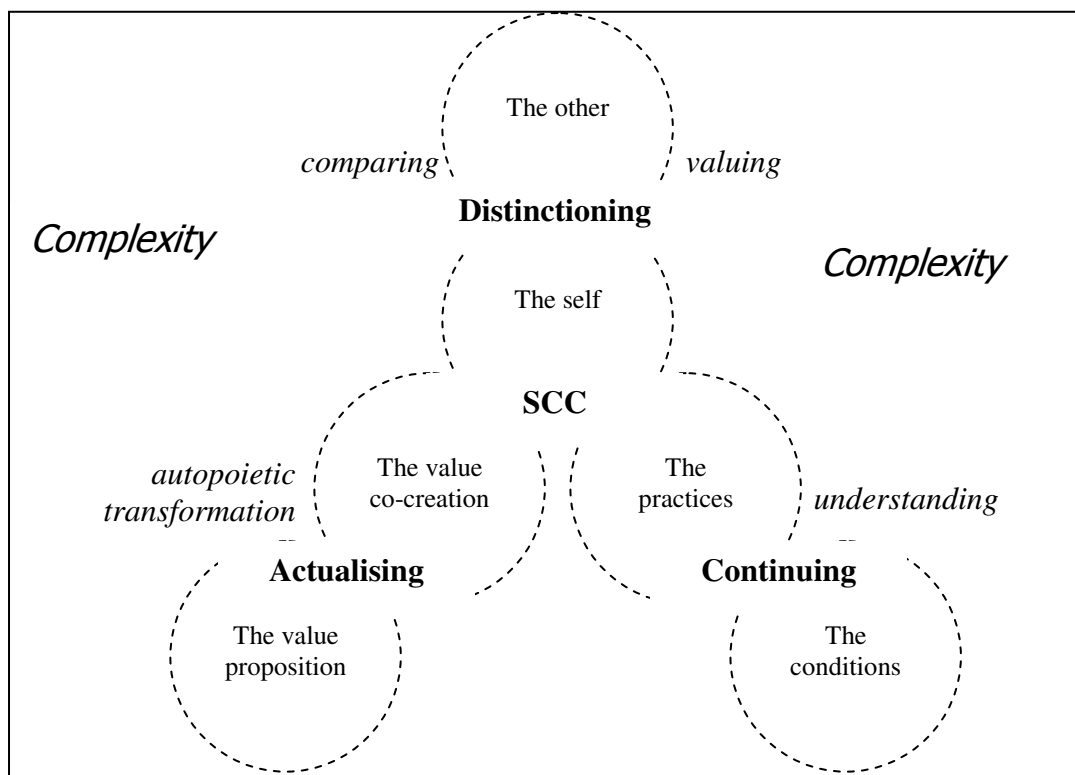 The other
comparing
valuing
Distinctioning
Complexity
Complexity
The self
SCC
autopoietic
transformation
The value
co-creation
The
practices
understanding
Actualising
Continuing
The value
proposition
The
conditions